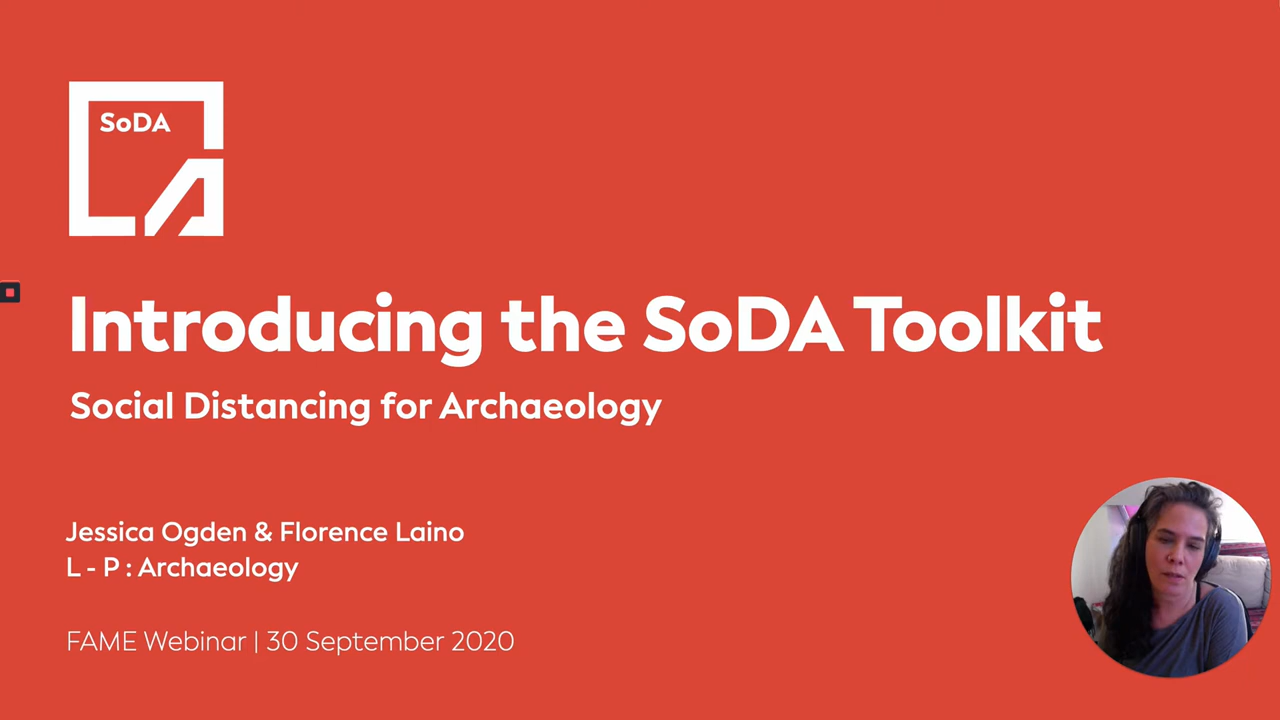 SoDA
Introducing the SoDA Toolkit
Social Distancing for Archaeology
Jessica Ogden & Florence Laino
L - P : Archaeology
FAME Webinar | 30 September 2020